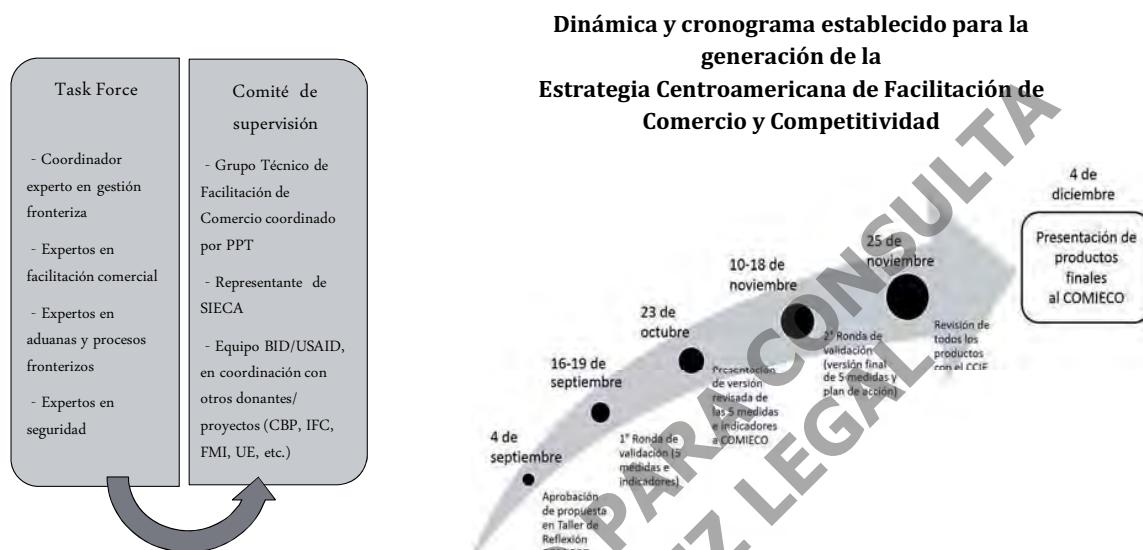 Dinámica y cronograma establecido para la
generación de la
Estrategia Centroamericana de Facilitación de
Comercio y Competitividad
Task Force
- Coordinador
experto en gestión
fronteriza
- Expertos en
facilitación comercial
- Expertos en
aduanas y procesos
fronterizos
- Expertos en
seguridad
Comité de
supervisión
- Grupo Técnico de
Facilitación de
Comercio coordinado
por PPT
- Representante de
SIECA
- Equipo BID/USAID,
en coordinación con
otros donantes/
proyectos (CBP, IFC,
FMI, UE, etc.)
4 de
septiembre
Aprobación
de propuesta
en Taller de
Reflexión
16-19 de
septiembre
1° Ronda de
validación (5
médidas e
indicadores)
23 de
octubre
Presentación
de versión
revisada de
las 5 medidas
e indicadores
a COMIECO
10-18 de
noviembre
2° Ronda de
validación
(versión final
de 5 medidas y
plan de acción)
25 de
noviembre
Revisión de
todos los
productos
con el CCIE
4 de
diciembre
Presentación de
productos
finales
al COMIECO
PARA CONSULTA
LEGAL